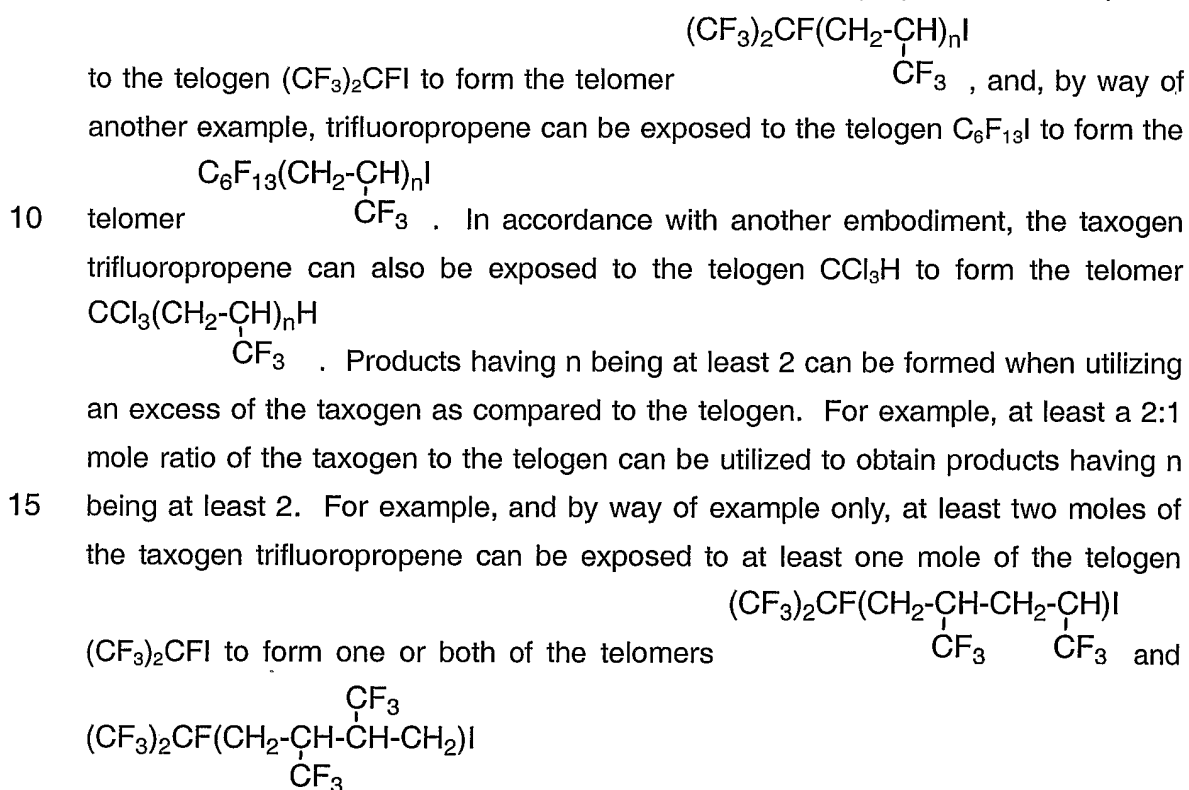 (CF₃)₂CF(CH₂-CH)ₙI
to the telogen (CF₃)₂CFI to form the telomer CF₃ , and, by way of
another example, trifluoropropene can be exposed to the telogen C₆F₁₃I to form the
C₆F₁₃(CH₂-CH)ₙI
10 telomer CF₃ . In accordance with another embodiment, the taxogen
trifluoropropene can also be exposed to the telogen CCl₃H to form the telomer
CCl₃(CH₂-CH)ₙH
CF₃ . Products having n being at least 2 can be formed when utilizing
an excess of the taxogen as compared to the telogen. For example, at least a 2:1
mole ratio of the taxogen to the telogen can be utilized to obtain products having n
15 being at least 2. For example, and by way of example only, at least two moles of
the taxogen trifluoropropene can be exposed to at least one mole of the telogen
(CF₃)₂CF(CH₂-CH-CH₂-CH)I
(CF₃)₂CFI to form one or both of the telomers CF₃ CF₃ and
CF₃
(CF₃)₂CF(CH₂-CH-CH-CH₂)I
CF₃